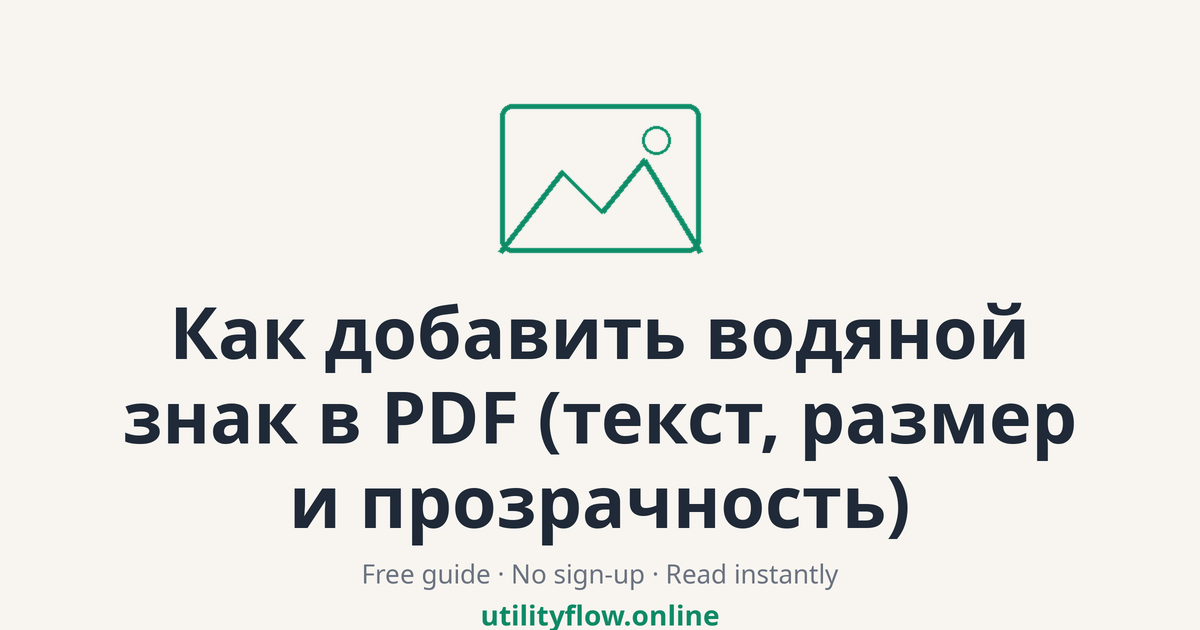 Как добавить водяной
знак в PDF (текст, размер
и прозрачность)
Free guide · No sign-up · Read instantly
utilityflow.online